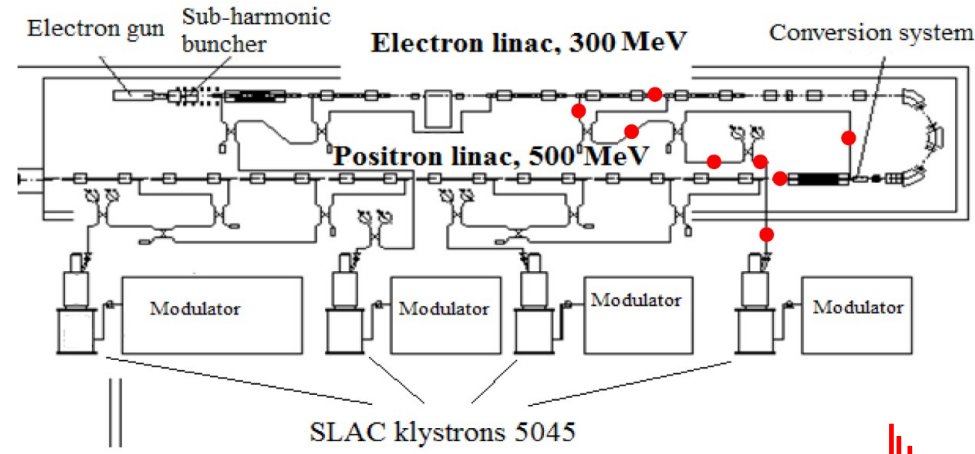 Electron gun
Sub-harmonic
buncher
Electron linac, 300 MeV
Conversion system
Positron linac, 500 MeV
Modulator
Modulator
Modulator
Modulator
SLAC klystrons 5045